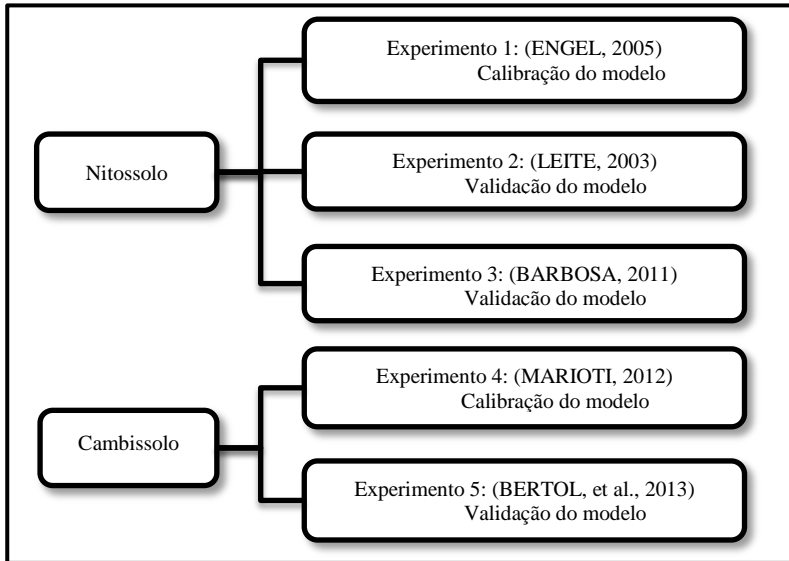 Experimento 1: (ENGEL, 2005)
Calibração do modelo
Nitossolo
Experimento 2: (LEITE, 2003)
Validação do modelo
Experimento 3: (BARBOSA, 2011)
Validação do modelo
Experimento 4: (MARIOTI, 2012)
Calibração do modelo
Cambissolo
Experimento 5: (BERTOL, et al., 2013)
Validação do modelo